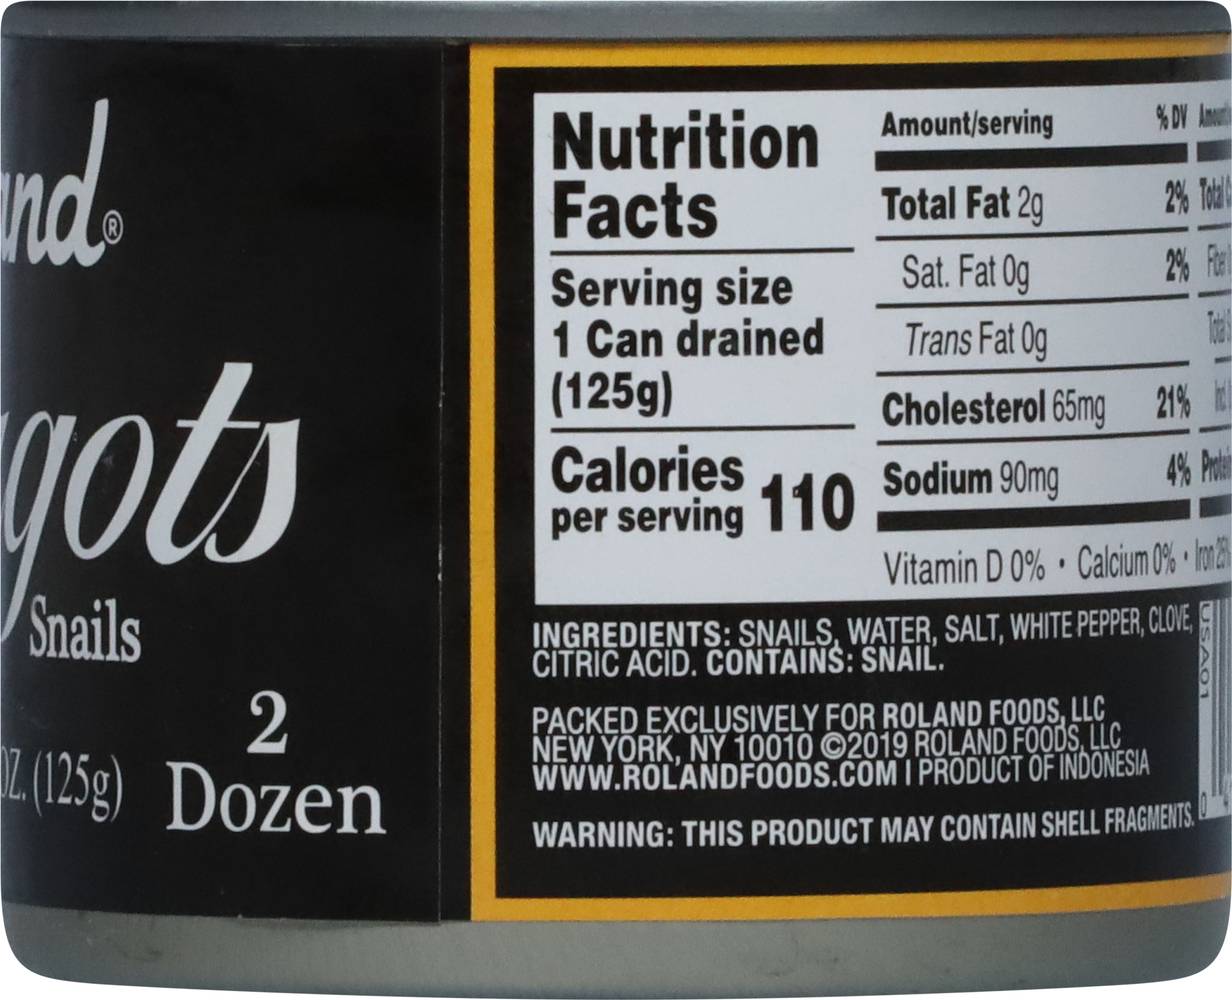 ®
Snails
(125g)
2
Dozen
Nutrition
Facts
Serving size
1 Can drained
(125g)
Calories
per serving 110
Amount/serving % DV
Total Fat 2g 2%
Sat. Fat 0g 2%
Trans Fat 0g
Cholesterol 65mg 21%
Sodium 90mg 4%
Vitamin D 0% • Calcium 0% • Iron
INGREDIENTS: SNAILS, WATER, SALT, WHITE PEPPER, CLOVE,
CITRIC ACID. CONTAINS: SNAIL.
PACKED EXCLUSIVELY FOR ROLAND FOODS, LLC
NEW YORK, NY 10010 ©2019 ROLAND FOODS, LLC
WWW.ROLANDFOODS.COM I PRODUCT OF INDONESIA
WARNING: THIS PRODUCT MAY CONTAIN SHELL FRAGMENTS.
USA01